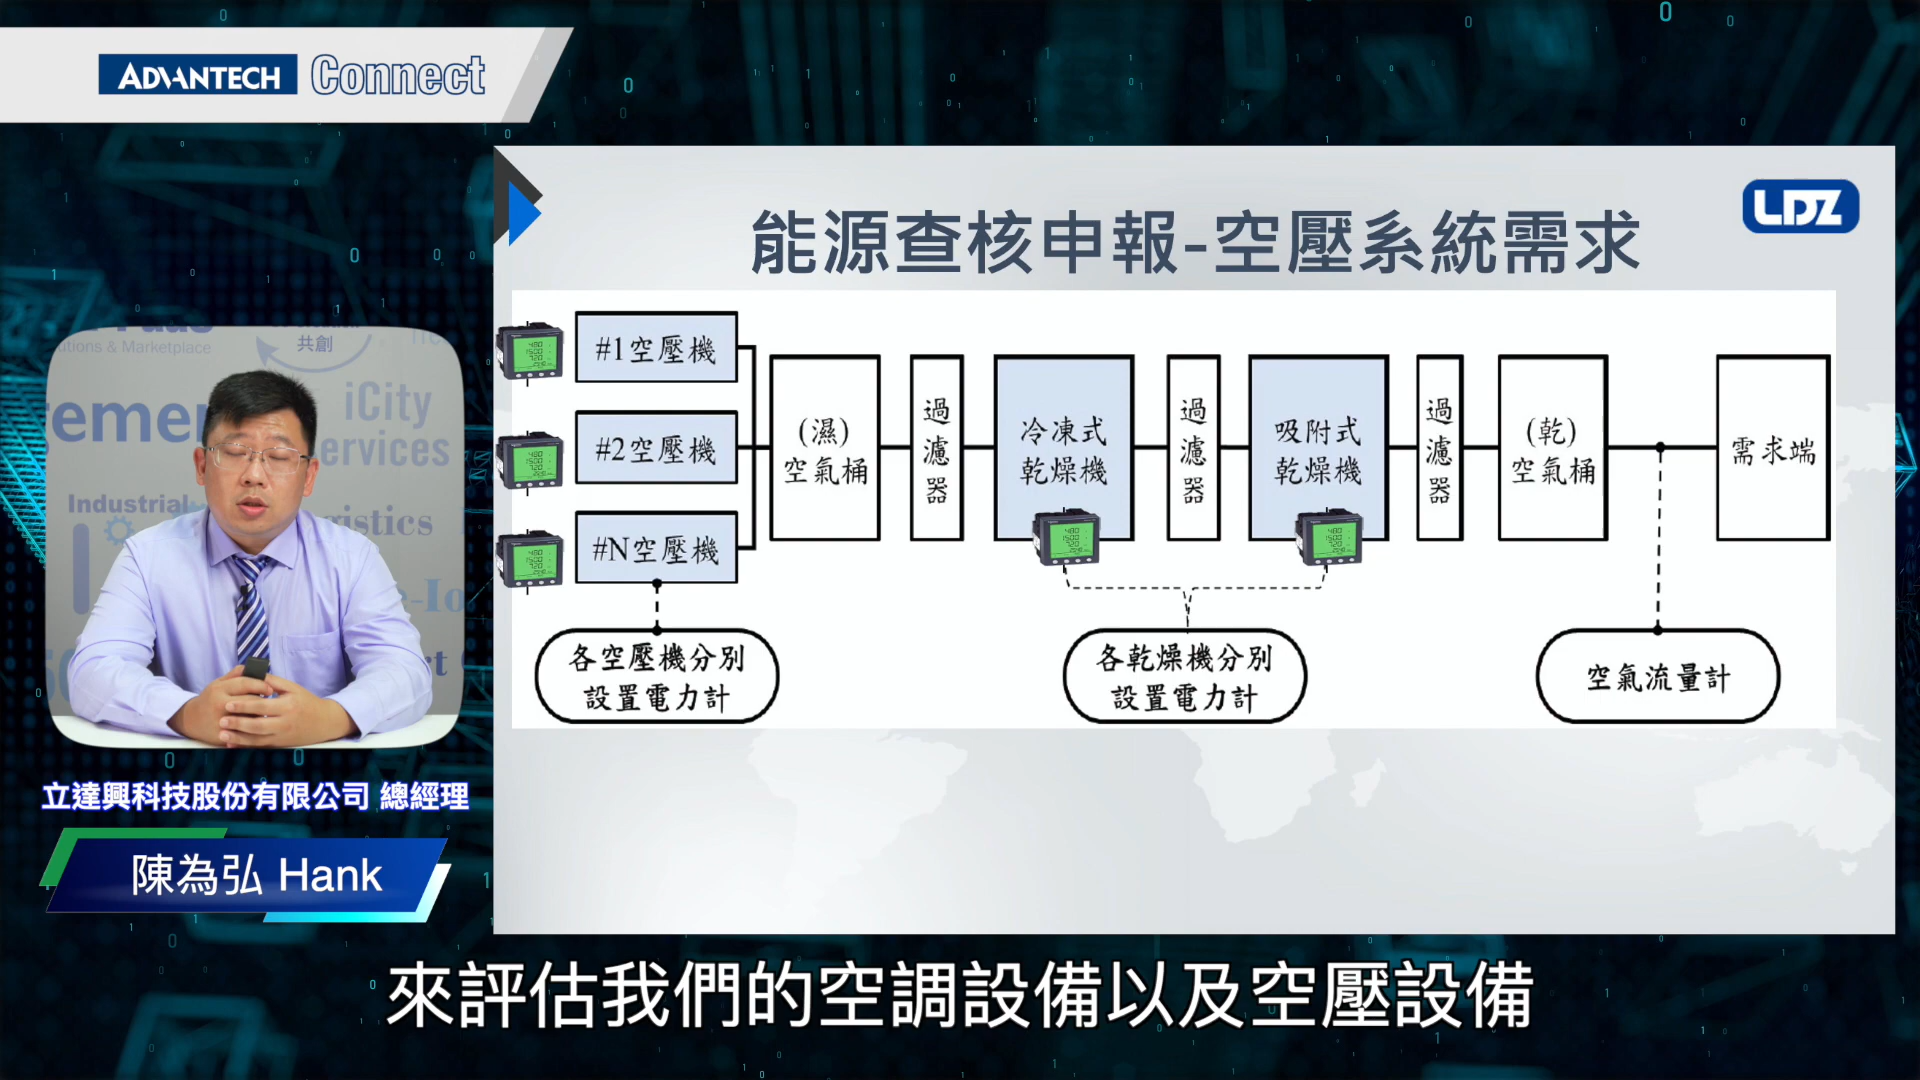 ADVANTECH Connect
LDZ
能源查核申報-空壓系統需求
#1空壓機
#2空壓機
#N空壓機
(濕)
空氣桶
過濾器
冷凍式
乾燥機
過濾器
吸附式
乾燥機
過濾器
(乾)
空氣桶
需求端
各空壓機分別
設置電力計
各乾燥機分別
設置電力計
空氣流量計
utions & Marketplace
共創
iCity
ervices
Industrial
立達興科技股份有限公司 總經理
陳為弘 Hank
來評估我們的空調設備以及空壓設備